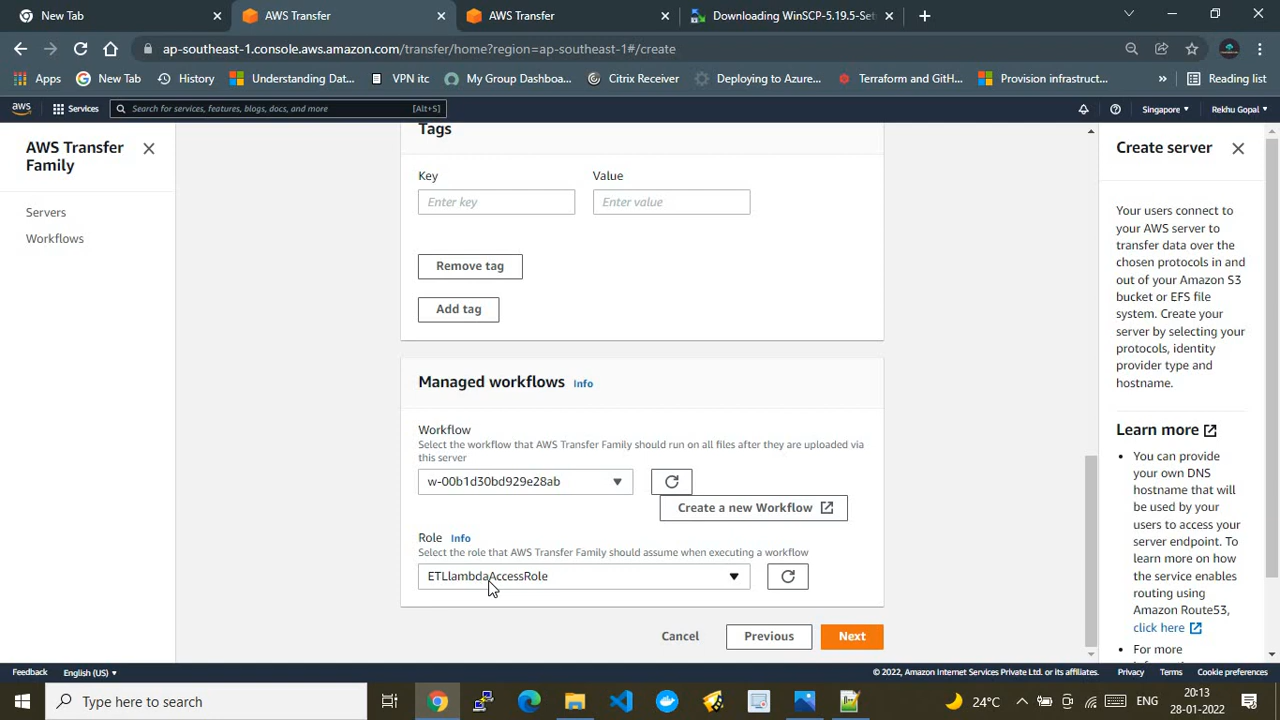 New Tab
AWS Transfer
AWS Transfer
Downloading WinSCP-5.19.5-Set
ap-southeast-1.console.aws.amazon.com/transfer/home?region=ap-southeast-1#/create
Apps
New Tab
History
Understanding Dat...
VPN itc
My Group Dashboa...
Citrix Receiver
Deploying to Azure...
Terraform and GitH...
Provision infrastruct...
»
Reading list
aws
Services
Search for services, features, blogs, docs, and more
[Alt+S]
Singapore
Rekhu Gopal
AWS Transfer
Family
Servers
Workflows
Tags
Key
Value
Enter key
Enter value
Remove tag
Add tag
Managed workflows
Info
Workflow
Select the workflow that AWS Transfer Family should run on all files after they are uploaded via
this server
w-00b1d30bd929e28ab
Create a new Workflow
Role
Info
Select the role that AWS Transfer Family should assume when executing a workflow
ETLlambdaAccessRole
Cancel
Previous
Next
Create server
Your users connect to
your AWS server to
transfer data over the
chosen protocols in and
out of your Amazon S3
bucket or EFS file
system. Create your
server by selecting your
protocols, identity
provider type and
hostname.
Learn more
• You can provide
your own DNS
hostname that will
be used by your
users to access your
server endpoint. To
learn more on how
the service enables
routing using
Amazon Route53,
click here
• For more
Feedback
English (US)
© 2022, Amazon Internet Services Private Ltd. or its affiliates.
Privacy
Terms
Cookie preferences
Type here to search
24°C
ENG
20:13
28-01-2022